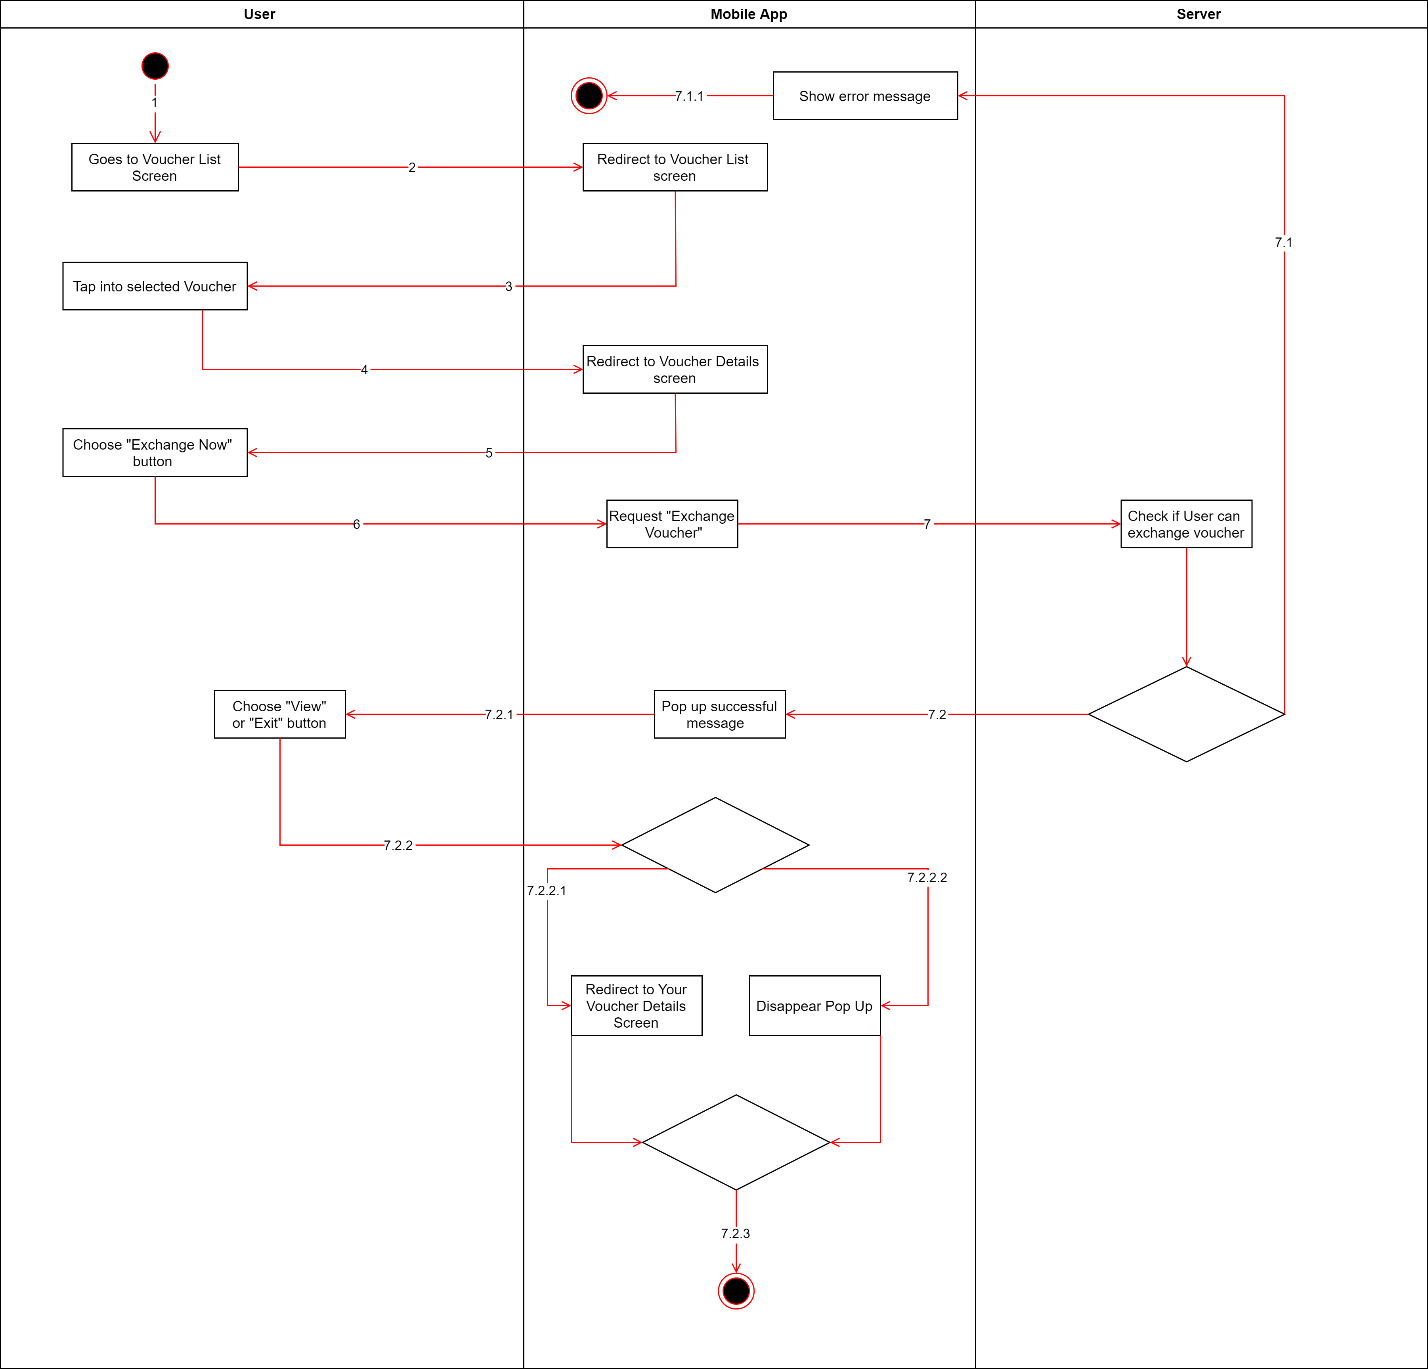 User
Mobile App
Server
1
7.1.1
Show error message
Goes to Voucher List
Screen
2
Redirect to Voucher List
screen
7.1
Tap into selected Voucher
3
4
Redirect to Voucher Details
screen
Choose "Exchange Now"
button
5
6
Request "Exchange
Voucher"
7
Check if User can
exchange voucher
Choose "View"
or "Exit" button
7.2.1
Pop up successful
message
7.2
7.2.2
7.2.2.1
7.2.2.2
Redirect to Your
Voucher Details
Screen
Disappear Pop Up
7.2.3